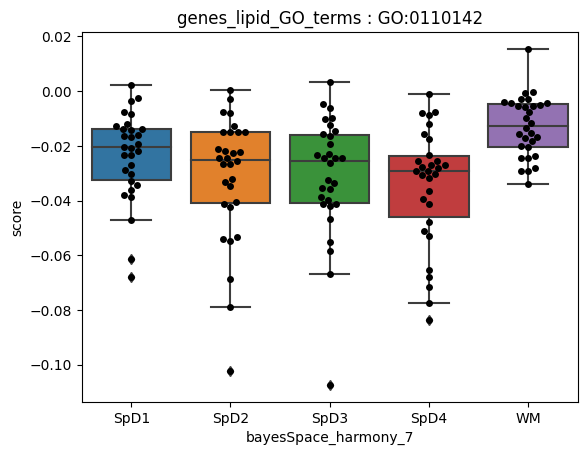 genes_lipid_GO_terms : GO:0110142
0.02
0.00
−0.02
−0.04
−0.06
−0.08
−0.10
score
SpD1 SpD2 SpD3 SpD4 WM
bayesSpace_harmony_7